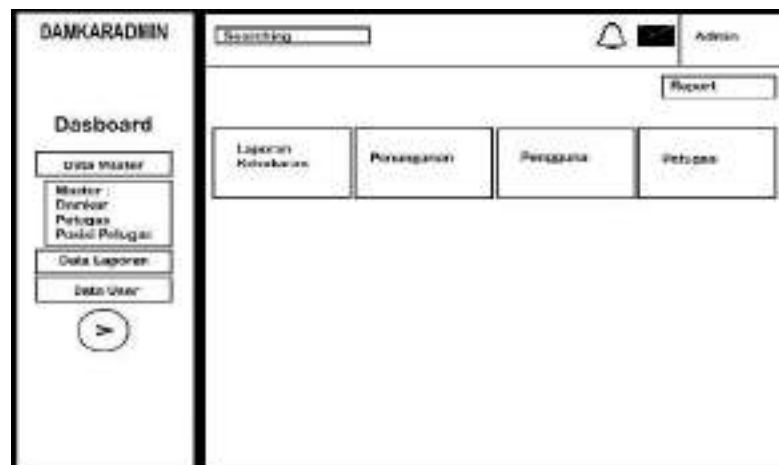 DAMKARADMIN
Searching
Admin
Report
Dasboard
Data Master
Master :
Damkar
Petugas
Posisi Petugas
Data Laporan
Data User
>
Laporan
Kebakaran
Penanganan
Pengguna
Petugas